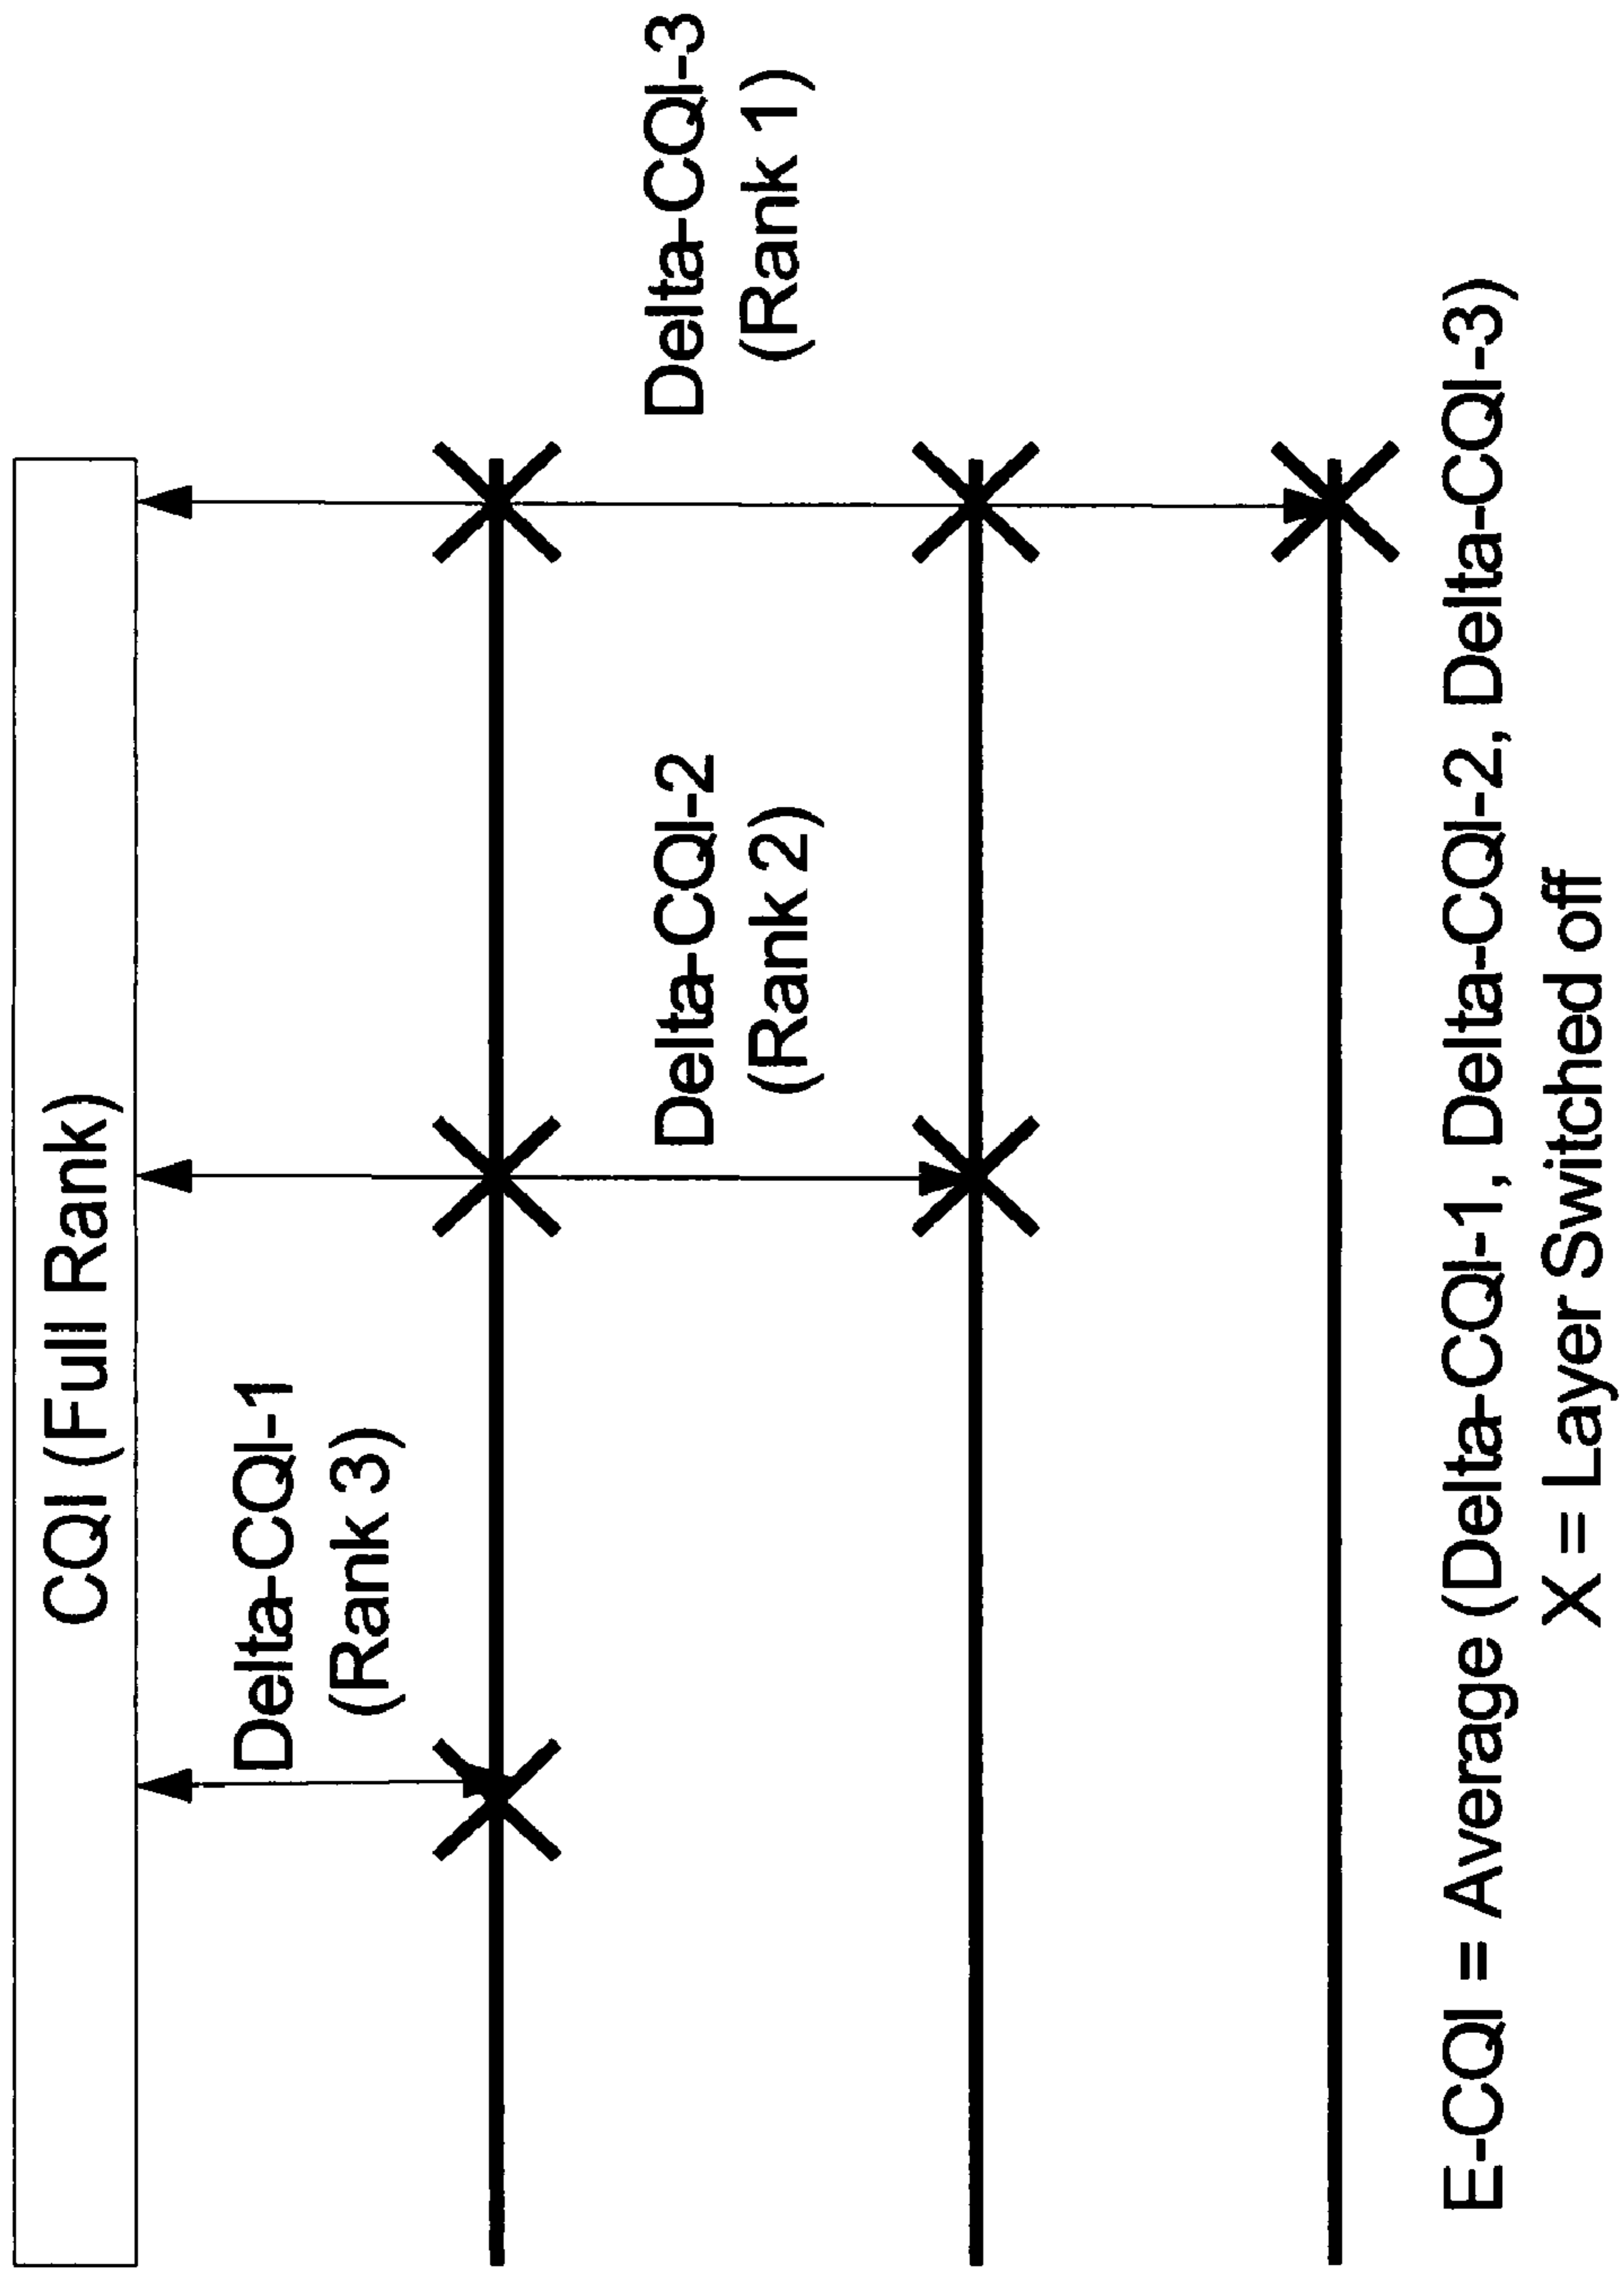 CQI (Full Rank)
Delta-CQI-1
(Rank 3)
Delta-CQI-2
(Rank 2)
Delta-CQI-3
(Rank 1)
E-CQI = Average (Delta-CQI-1, Delta-CQI-2, Delta-CQI-3)
X = Layer Switched off